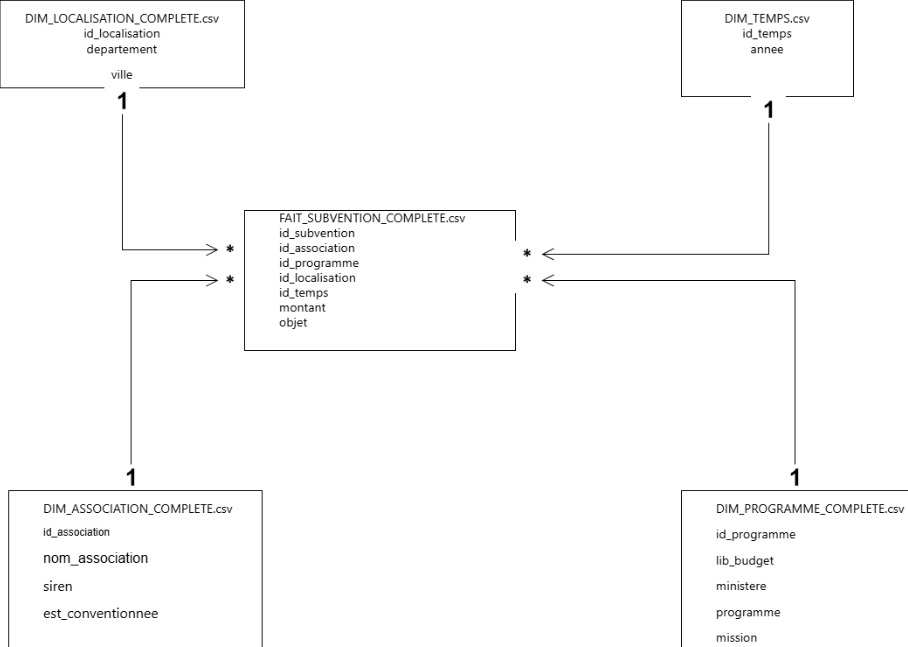 DIM_LOCALISATION_COMPLETE.csv
id_localisation
departement
ville
1
DIM_TEMPS.csv
id_temps
annee
1
FAIT_SUBVENTION_COMPLETE.csv
id_subvention
id_association
id_programme
id_localisation
id_temps
montant
objet
*
*
*
*
1
DIM_ASSOCIATION_COMPLETE.csv
id_association
nom_association
siren
est_conventionnee
1
DIM_PROGRAMME_COMPLETE.csv
id_programme
lib_budget
ministere
programme
mission